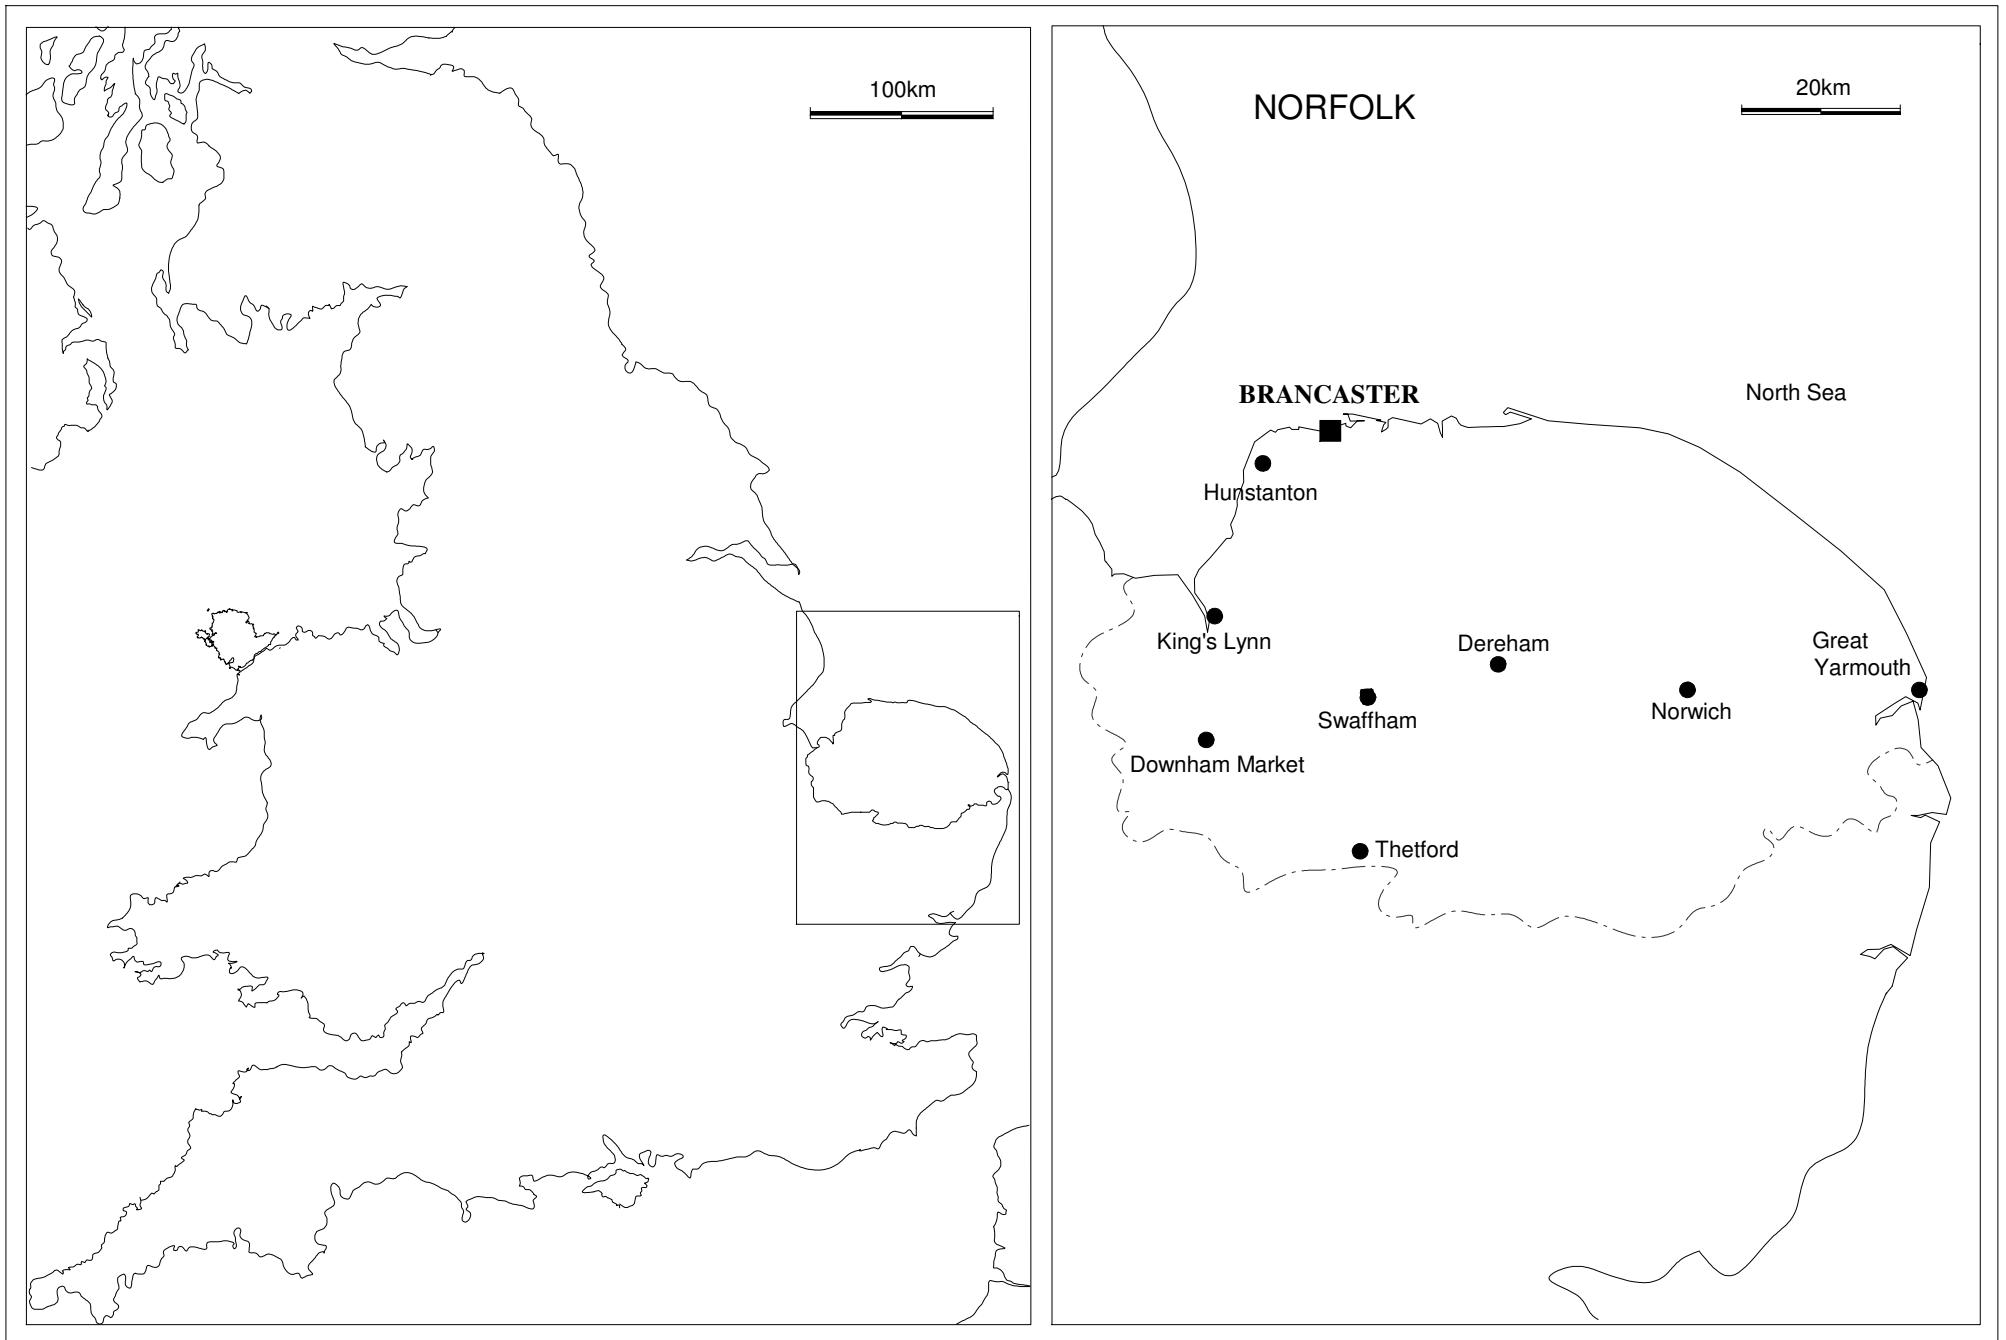 100km
NORFOLK
20km
BRANCASTER
North Sea
Hunstanton
King's Lynn
Dereham
Great
Yarmouth
Swaffham
Norwich
Downham Market
Thetford